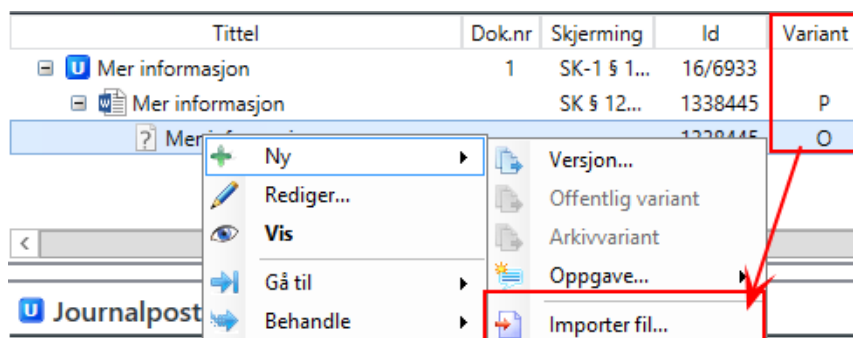 Tittel Dok.nr Skjerming Id Variant
U Mer informasjon 1 SK-1 § 1... 16/6933
Mer informasjon SK § 12... 1338445 P
? Mer 1338445 O
Ny Versjon...
Rediger... Offentlig variant
Vis Arkivvariant
Gå til Oppgave...
U Journalpost Behandle Importer fil...